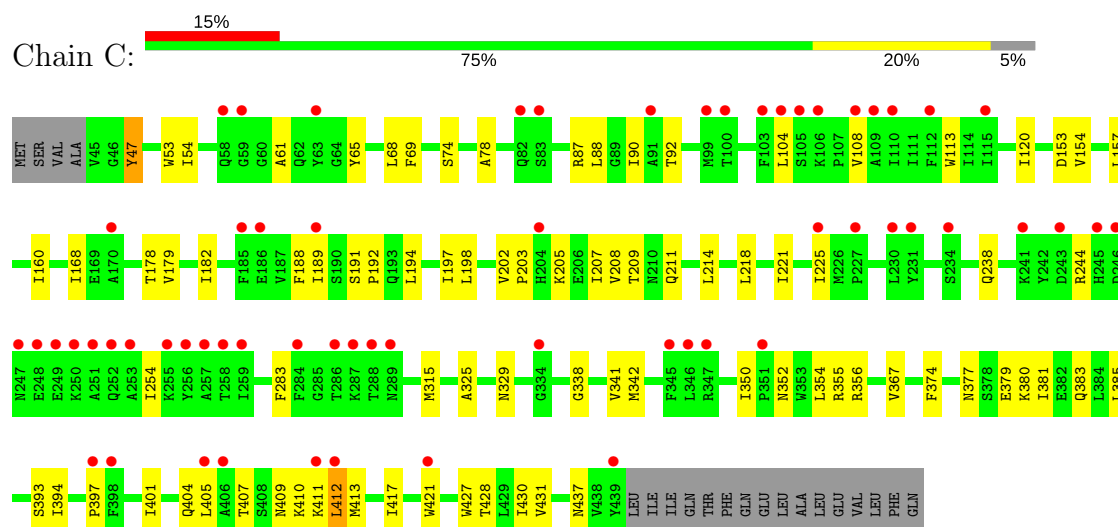 15%
Chain C:
75% 20% 5%
MET SER VAL ALA V45 G46 Y47 W53 I54 Q58 G59 G60 A61 Q62 Y63 G64 Y65 L68 F69 S74 A78 Q82 S83 R87 L88 G89 I90 A91 T92 M99 T100 F103 L104 S105 K106 P107 V108 A109 I110 I111 F112 W113 I114 I115 I120 D153 V154 L157
I160 I168 E169 A170 T178 V179 I182 F185 E186 V187 F188 I189 S190 S191 P192 Q193 L194 I197 L198 V202 P203 H204 K205 E206 I207 V208 T209 N210 Q211 L214 L218 I221 I225 M226 P227 L230 Y231 S234 Q238 K241 Y242 D243 R244 H245
N247 E248 E249 K250 A251 Q252 A253 I254 K255 Y256 A257 T258 I259 F283 F284 G285 T286 K287 T288 N289 M315 A325 N329 G334 G338 V341 M342 F345 L346 R347 I350 P351 N352 W353 L354 R355 R356 V367 F374 N377 S378 E379 K380 I381 E382 Q383 L384 L385
S393 I394 P397 F398 I401 Q404 L405 A406 T407 S408 N409 K410 K411 L412 M413 I417 W421 W427 T428 L429 I430 V431 N437 V438 Y439 LEU ILE ILE GLN THR PHE GLN GLU LEU ALA LEU GLU VAL LEU PHE GLN